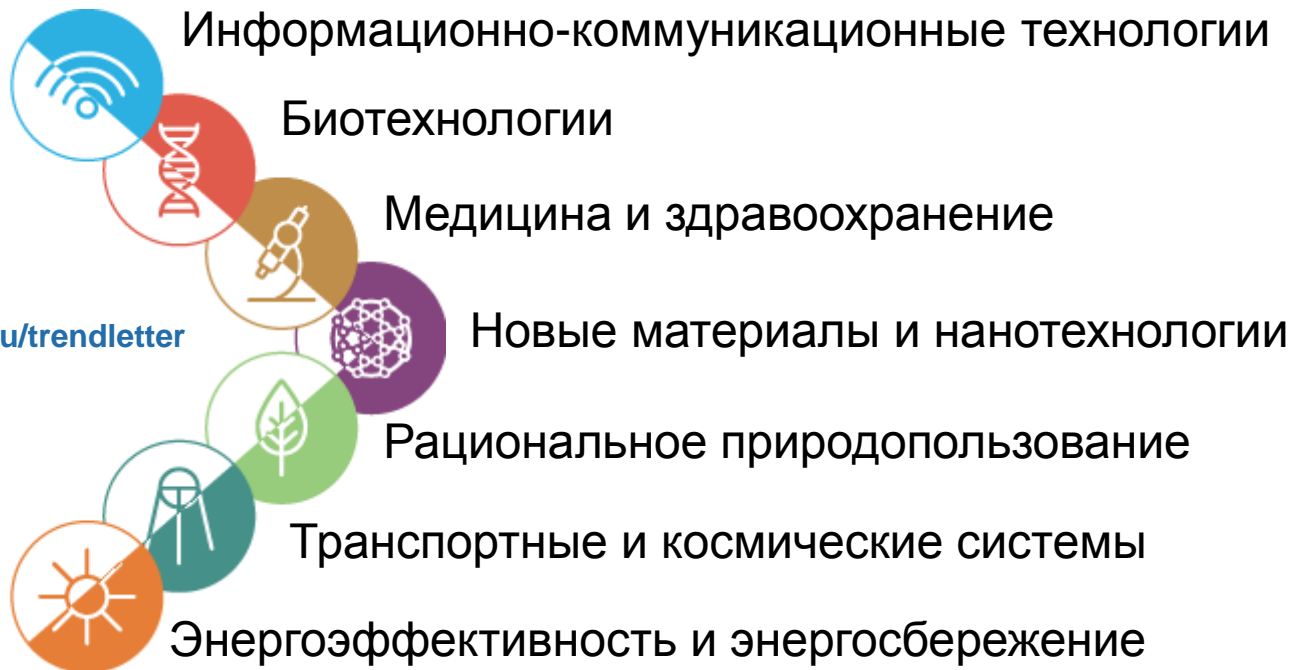 Информационно-коммуникационные технологии
Биотехнологии
Медицина и здравоохранение
u/trendletter
Новые материалы и нанотехнологии
Рациональное природопользование
Транспортные и космические системы
Энергоэффективность и энергосбережение